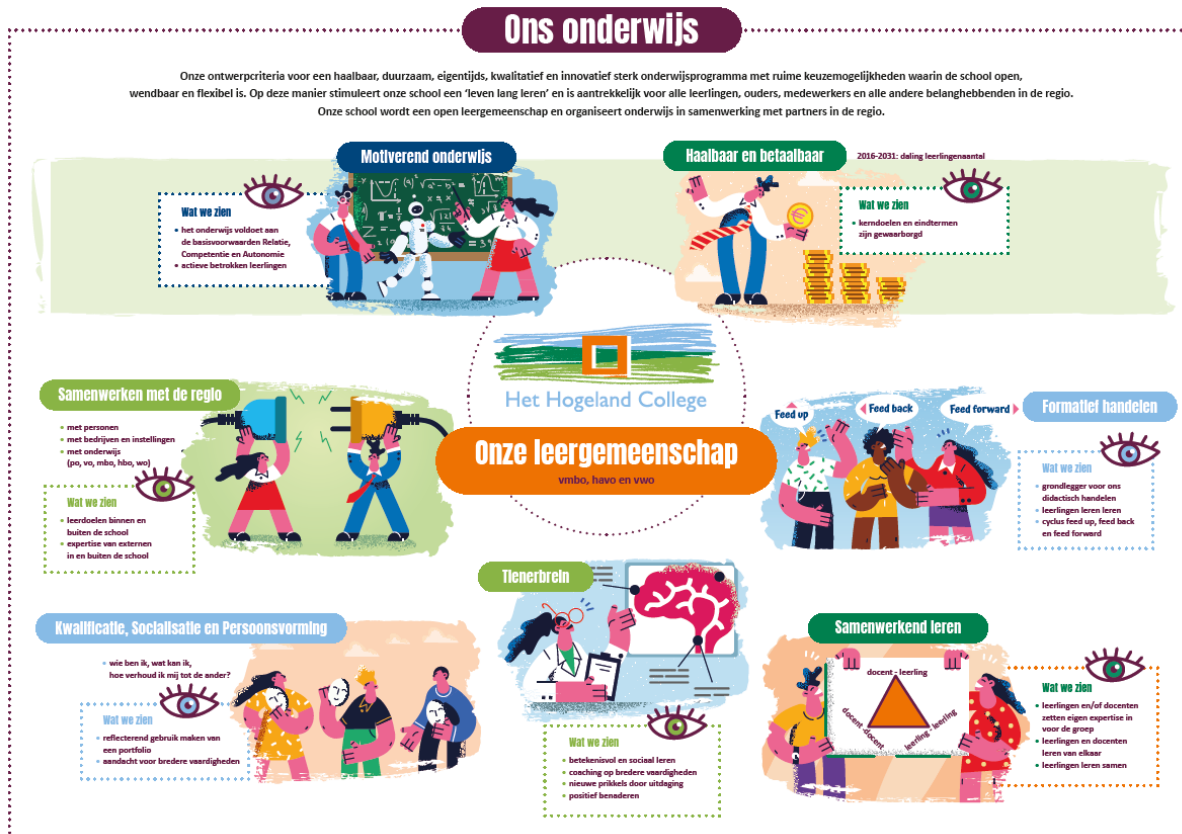 Ons onderwijs
Onze ontwerpcriteria voor een haalbaar, duurzaam, eigentijds, kwalitatief en innovatief sterk onderwijsprogramma met ruime keuzemogelijkheden waarin de school open,
wendbaar en flexibel is. Op deze manier stimuleert onze school een ‘leven lang leren’ en is aantrekkelijk voor alle leerlingen, ouders, medewerkers en alle andere belanghebbenden in de regio.
Onze school wordt een open leergemeenschap en organiseert onderwijs in samenwerking met partners in de regio.
Motiverend onderwijs
Wat we zien
• het onderwijs voldoet aan
de basisvoorwaarden Relatie,
Competentie en Autonomie
• actieve betrokken leerlingen
Haalbaar en betaalbaar
2016-2031: daling leerlingenaantal
Wat we zien
• kerndoelen en eindtermen
zijn gewaarborgd
€
Het Hogeland College
Onze leergemeenschap
vmbo, havo en vwo
Samenwerken met de regio
• met personen
• met bedrijven en instellingen
• met onderwijs
(po, vo, mbo, hbo, wo)
Wat we zien
• leerdoelen binnen en
buiten de school
• expertise van externen
in en buiten de school
Feed up
Feed back
Feed forward
Formatief handelen
Wat we zien
• grondlegger voor ons
didactisch handelen
• leerlingen leren leren
• cyclus feed up, feed back
en feed forward
Kwalificatie, Socialisatie en Persoonsvorming
• wie ben ik, wat kan ik,
hoe verhoud ik mij tot de ander?
Wat we zien
• reflecterend gebruik maken van
een portfolio
• aandacht voor bredere vaardigheden
Tienerbrein
Wat we zien
• betekenisvol en sociaal leren
• coaching op bredere vaardigheden
• nieuwe prikkels door uitdaging
• positief benaderen
Samenwerkend leren
docent - leerling
docent-docent
leerling - leerling
Wat we zien
• leerlingen en/of docenten
zetten eigen expertise in
voor de groep
• leerlingen en docenten
leren van elkaar
• leerlingen leren samen